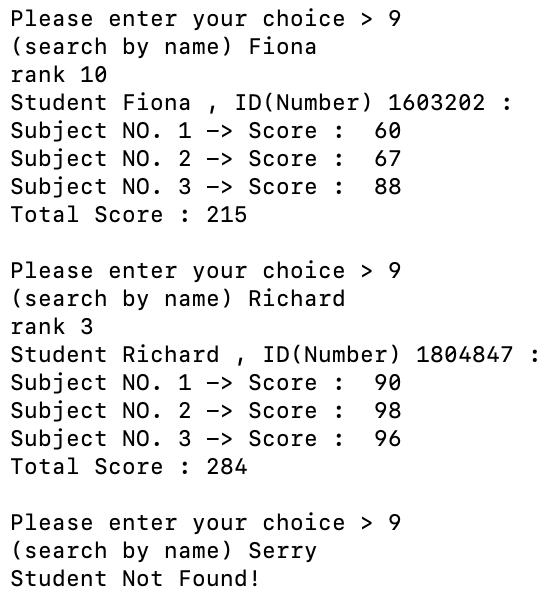 Please enter your choice > 9
(search by name) Fiona
rank 10
Student Fiona , ID(Number) 1603202 :
Subject NO. 1 -> Score :  60
Subject NO. 2 -> Score :  67
Subject NO. 3 -> Score :  88
Total Score : 215

Please enter your choice > 9
(search by name) Richard
rank 3
Student Richard , ID(Number) 1804847 :
Subject NO. 1 -> Score :  90
Subject NO. 2 -> Score :  98
Subject NO. 3 -> Score :  96
Total Score : 284

Please enter your choice > 9
(search by name) Serry
Student Not Found!